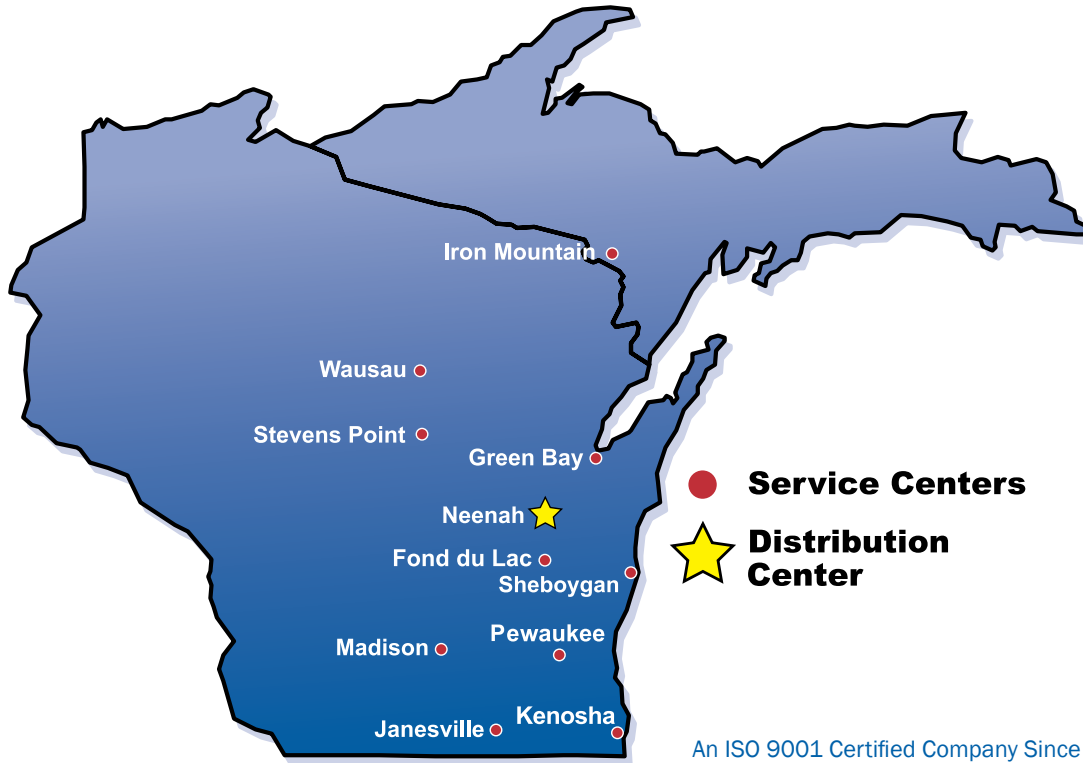 Iron Mountain
Wausau
Stevens Point
Green Bay
Service Centers
Neenah
Distribution
Center
Fond du Lac
Sheboygan
Pewaukee
Madison
Kenosha
Janesville
An ISO 9001 Certified Company Since